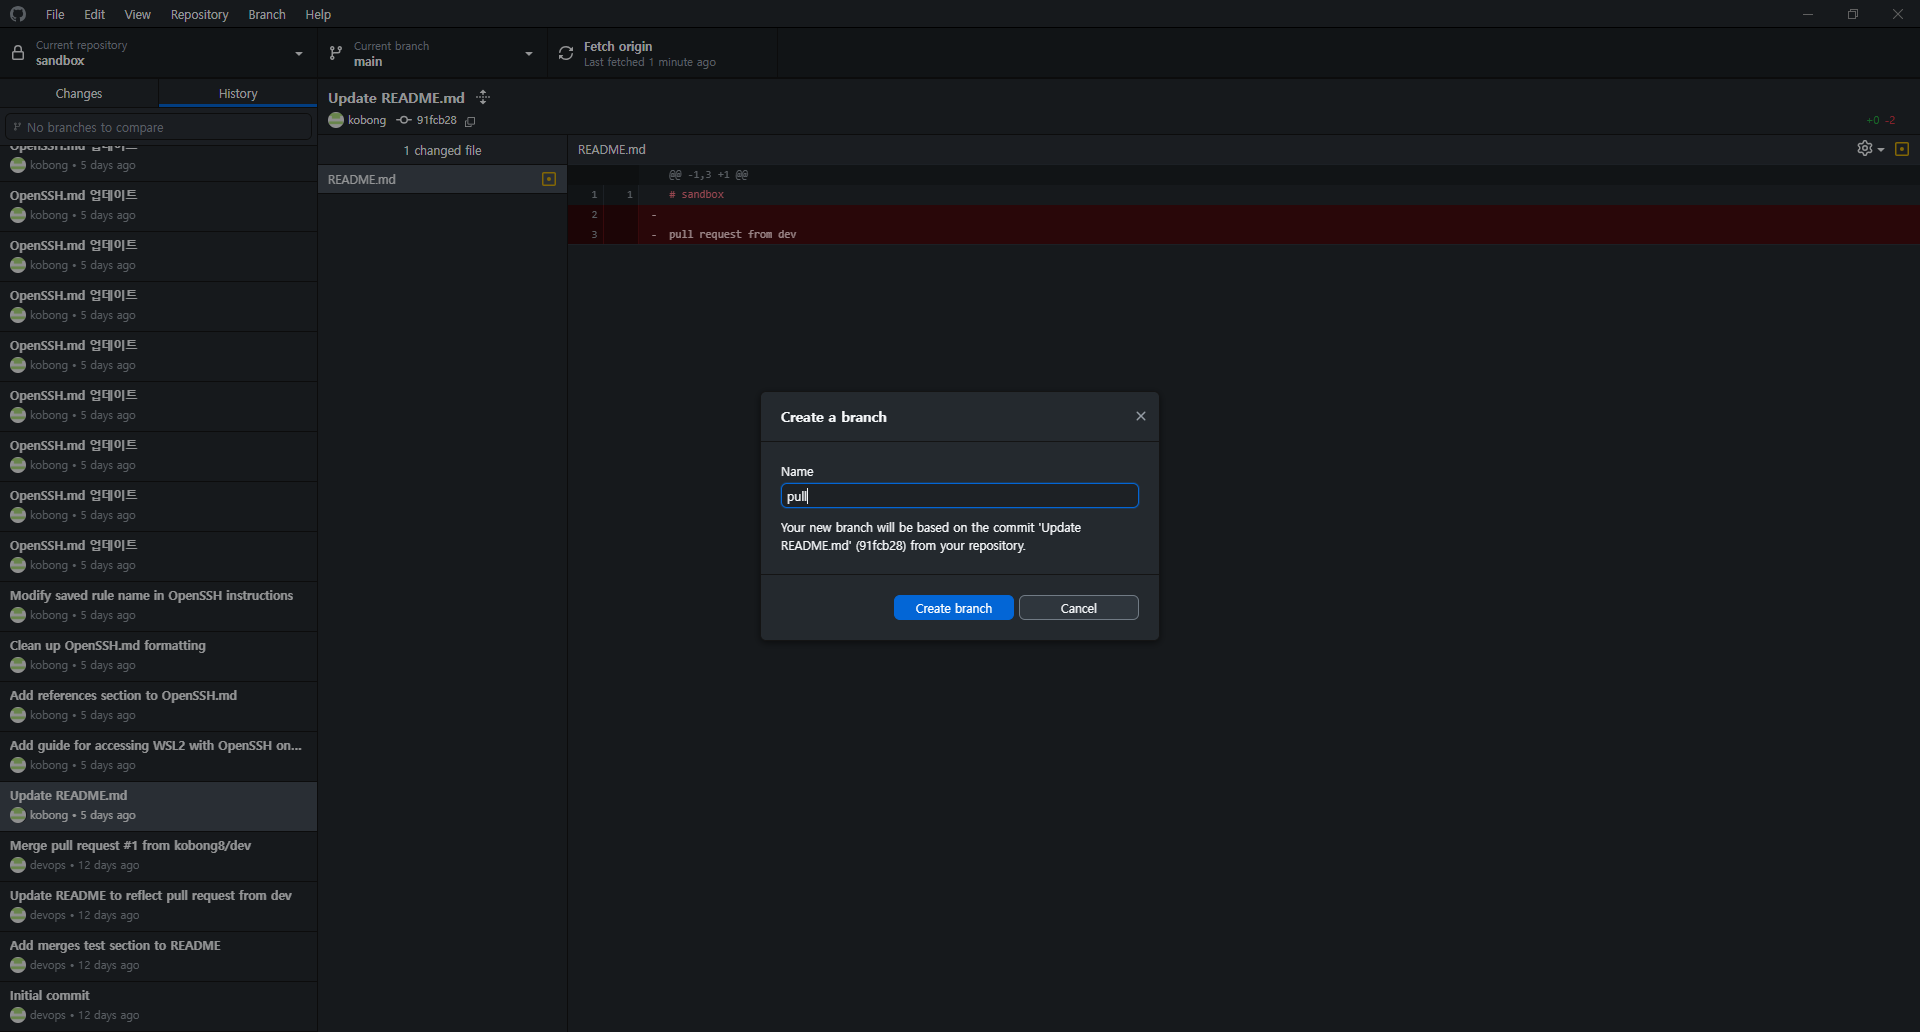 File Edit View Repository Branch Help
Current repository
sandbox
Current branch
main
Fetch origin
Last fetched 1 minute ago
Changes
History
No branches to compare
OpenSSH.md 업데이트
kobong • 5 days ago
OpenSSH.md 업데이트
kobong • 5 days ago
OpenSSH.md 업데이트
kobong • 5 days ago
OpenSSH.md 업데이트
kobong • 5 days ago
OpenSSH.md 업데이트
kobong • 5 days ago
OpenSSH.md 업데이트
kobong • 5 days ago
OpenSSH.md 업데이트
kobong • 5 days ago
OpenSSH.md 업데이트
kobong • 5 days ago
OpenSSH.md 업데이트
kobong • 5 days ago
Modify saved rule name in OpenSSH instructions
kobong • 5 days ago
Clean up OpenSSH.md formatting
kobong • 5 days ago
Add references section to OpenSSH.md
kobong • 5 days ago
Add guide for accessing WSL2 with OpenSSH on...
kobong • 5 days ago
Update README.md
kobong • 5 days ago
Merge pull request #1 from kobong8/dev
devops • 12 days ago
Update README to reflect pull request from dev
devops • 12 days ago
Add merges test section to README
devops • 12 days ago
Initial commit
devops • 12 days ago
Update README.md
kobong 91fcb28
+0 -2
1 changed file
README.md
README.md
@@ -1,3 +1 @@
1 1 # sandbox
2 -
3 - pull request from dev
Create a branch
Name
pull
Your new branch will be based on the commit 'Update
README.md' (91fcb28) from your repository.
Create branch
Cancel